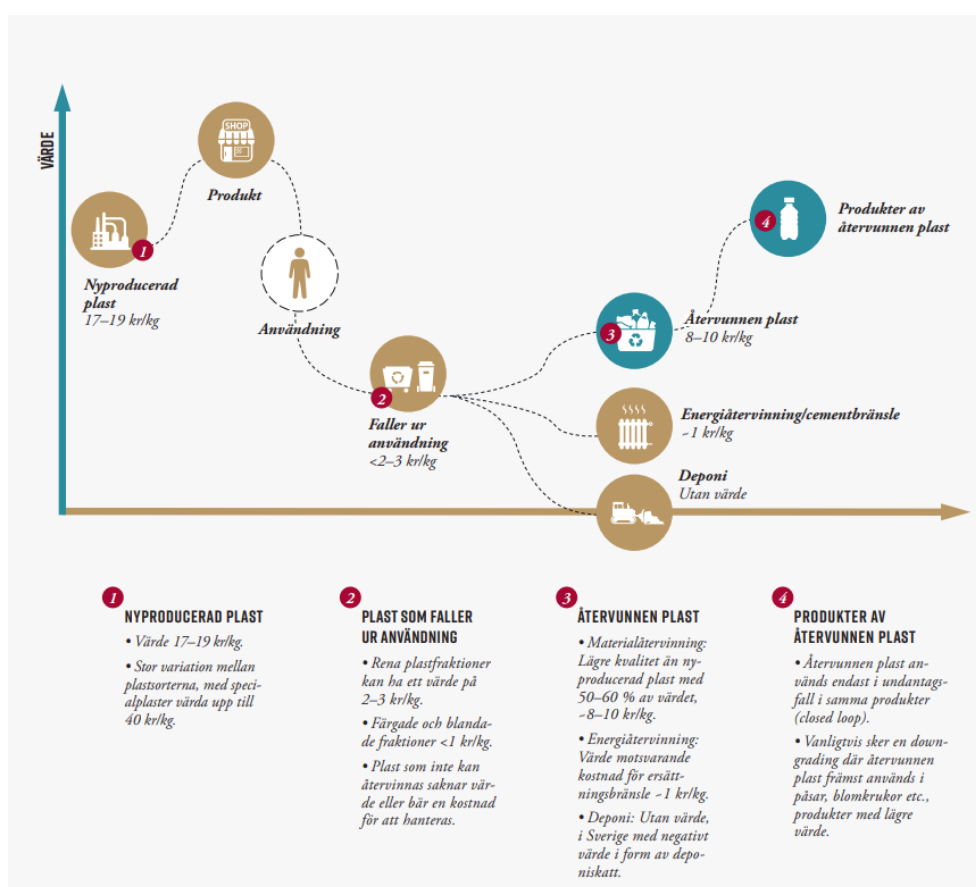 VÄRDE
SHOP
Produkt
1
Nyproducerad
plast
17–19 kr/kg
Användning
2
Faller ur
användning
<2–3 kr/kg
3
Återvunnen plast
8–10 kr/kg
4
Produkter av
återvunnen plast
Energiåtervinning/cementbränsle
~1 kr/kg
Deponi
Utan värde
1
NYPRODUCERAD PLAST
• Värde 17–19 kr/kg.
• Stor variation mellan
plastsorterna, med speci-
alplaster värda upp till
40 kr/kg.
2
PLAST SOM FALLER
UR ANVÄNDNING
• Rena plastfraktioner
kan ha ett värde på
2–3 kr/kg.
• Färgade och blanda-
de fraktioner <1 kr/kg.
• Plast som inte kan
återvinnas saknar vär-
de eller bär en kostnad
för att hanteras.
3
ÅTERVUNNEN PLAST
• Materialåtervinning:
Lägre kvalitet än ny-
producerad plast med
50–60 % av värdet,
~8–10 kr/kg.
• Energiåtervinning:
Värde motsvarande
kostnad för ersätt-
ningsbränsle ~1 kr/kg.
• Deponi: Utan värde,
i Sverige med negativt
värde i form av depo-
niskatt.
4
PRODUKTER AV
ÅTERVUNNEN PLAST
• Återvunnen plast an-
vänds endast i undantags-
fall i samma produkter
(closed loop).
• Vanligtvis sker en down-
grading där återvunnen
plast främst används i
påsar, blomkrukor etc.,
produkter med lägre
värde.